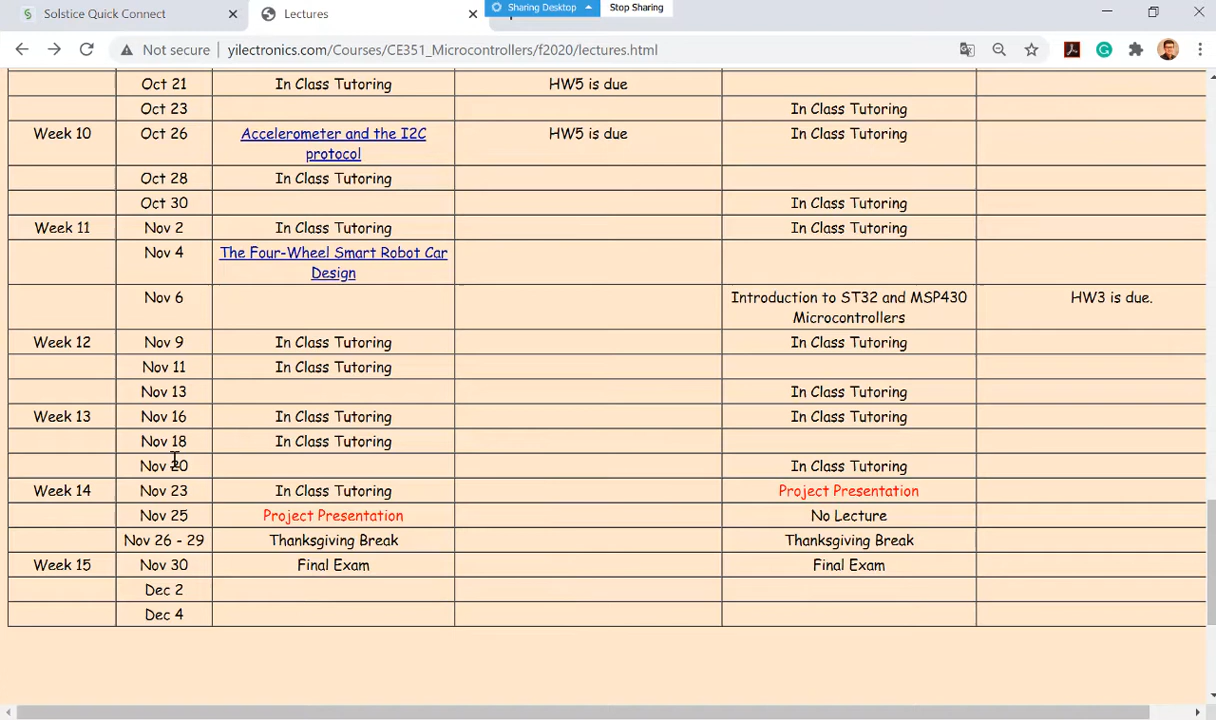 Solstice Quick Connect
Lectures
Sharing Desktop
Stop Sharing
Not secure
yilectronics.com/Courses/CE351_Microcontrollers/f2020/lectures.html
Oct 21 In Class Tutoring HW5 is due
Oct 23 In Class Tutoring
Week 10 Oct 26 Accelerometer and the I2C HW5 is due In Class Tutoring
protocol
Oct 28 In Class Tutoring
Oct 30 In Class Tutoring
Week 11 Nov 2 In Class Tutoring In Class Tutoring
Nov 4 The Four-Wheel Smart Robot Car
Design
Nov 6 Introduction to ST32 and MSP430 HW3 is due.
Microcontrollers
Week 12 Nov 9 In Class Tutoring In Class Tutoring
Nov 11 In Class Tutoring
Nov 13 In Class Tutoring
Week 13 Nov 16 In Class Tutoring In Class Tutoring
Nov 18 In Class Tutoring
Nov 20 In Class Tutoring
Week 14 Nov 23 In Class Tutoring Project Presentation
Nov 25 Project Presentation No Lecture
Nov 26 - 29 Thanksgiving Break Thanksgiving Break
Week 15 Nov 30 Final Exam Final Exam
Dec 2
Dec 4